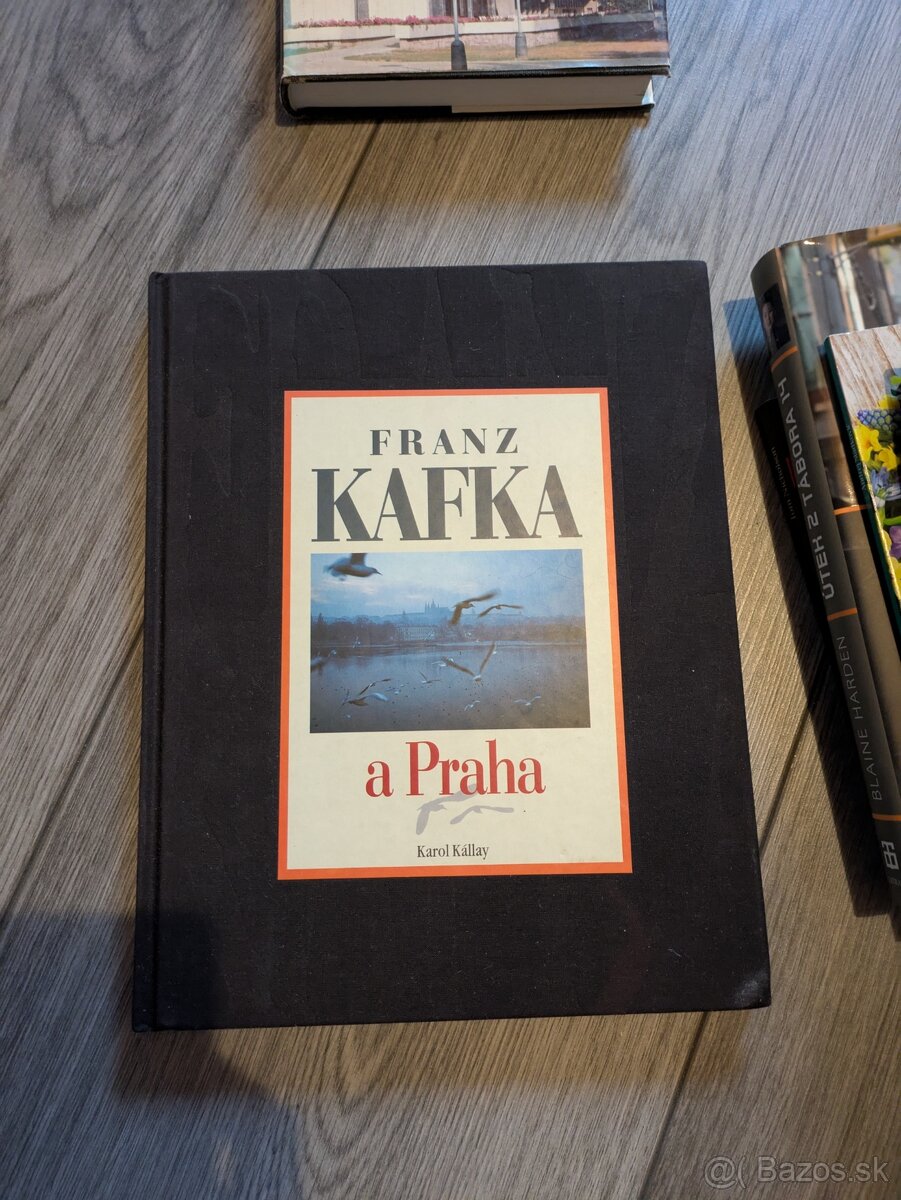 FRANZ
KAFKA
a Praha
Karol Kállay
BLAINE HARDEN
ÚTEK Z TÁBORA 14
@( Bazos.sk